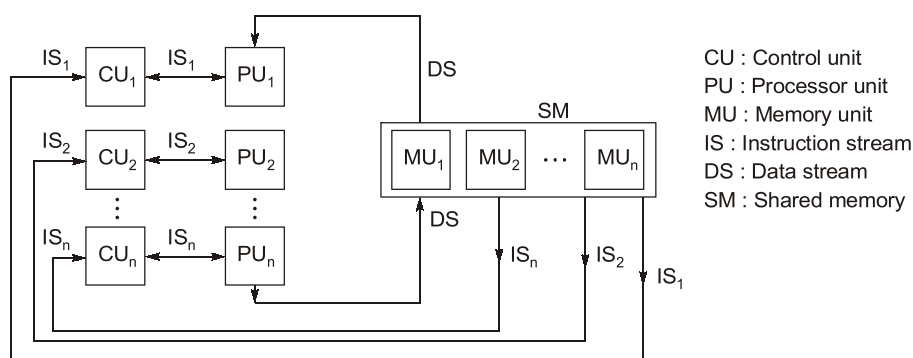 IS1 CU1 IS1 PU1 DS
SM
IS2 CU2 IS2 PU2 MU1 MU2 ··· MUn
⋮ ⋮
DS
ISn CUn ISn PUn ISn IS2 IS1
CU : Control unit
PU : Processor unit
MU : Memory unit
IS : Instruction stream
DS : Data stream
SM : Shared memory